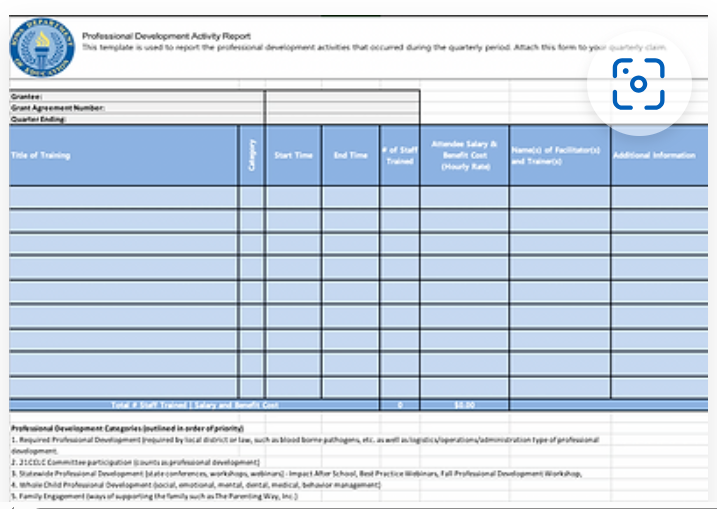 IOWA DEPARTMENT
OF EDUCATION
Professional Development Activity Report
This template is used to report the professional development activities that occurred during the quarterly period. Attach this form to your quarterly claim.
Grantee:
Grant Agreement Number:
Quarter Ending:
Title of Training
Category
Start Time
End Time
# of Staff
Trained
Attendee Salary &
Benefit Cost
(Hourly Rate)
Name(s) of Facilitator(s)
and Trainer(s)
Additional Information
Total # Staff Trained | Salary and Benefit Cost
0
$0.00
Professional Development Categories (outlined in order of priority)
1. Required Professional Development (required by local district or law, such as blood borne pathogens, etc. as well as logistics/operations/administration type of professional
development.
2. 21CCLC Committee participation (counts as professional development)
3. Statewide Professional Development (state conferences, workshops, webinars) - Impact After School, Best Practice Webinars, Fall Professional Development Workshop,
4. Whole Child Professional Development (social, emotional, mental, dental, medical, behavior management)
5. Family Engagement (ways of supporting the family such as The Parenting Way, Inc.)